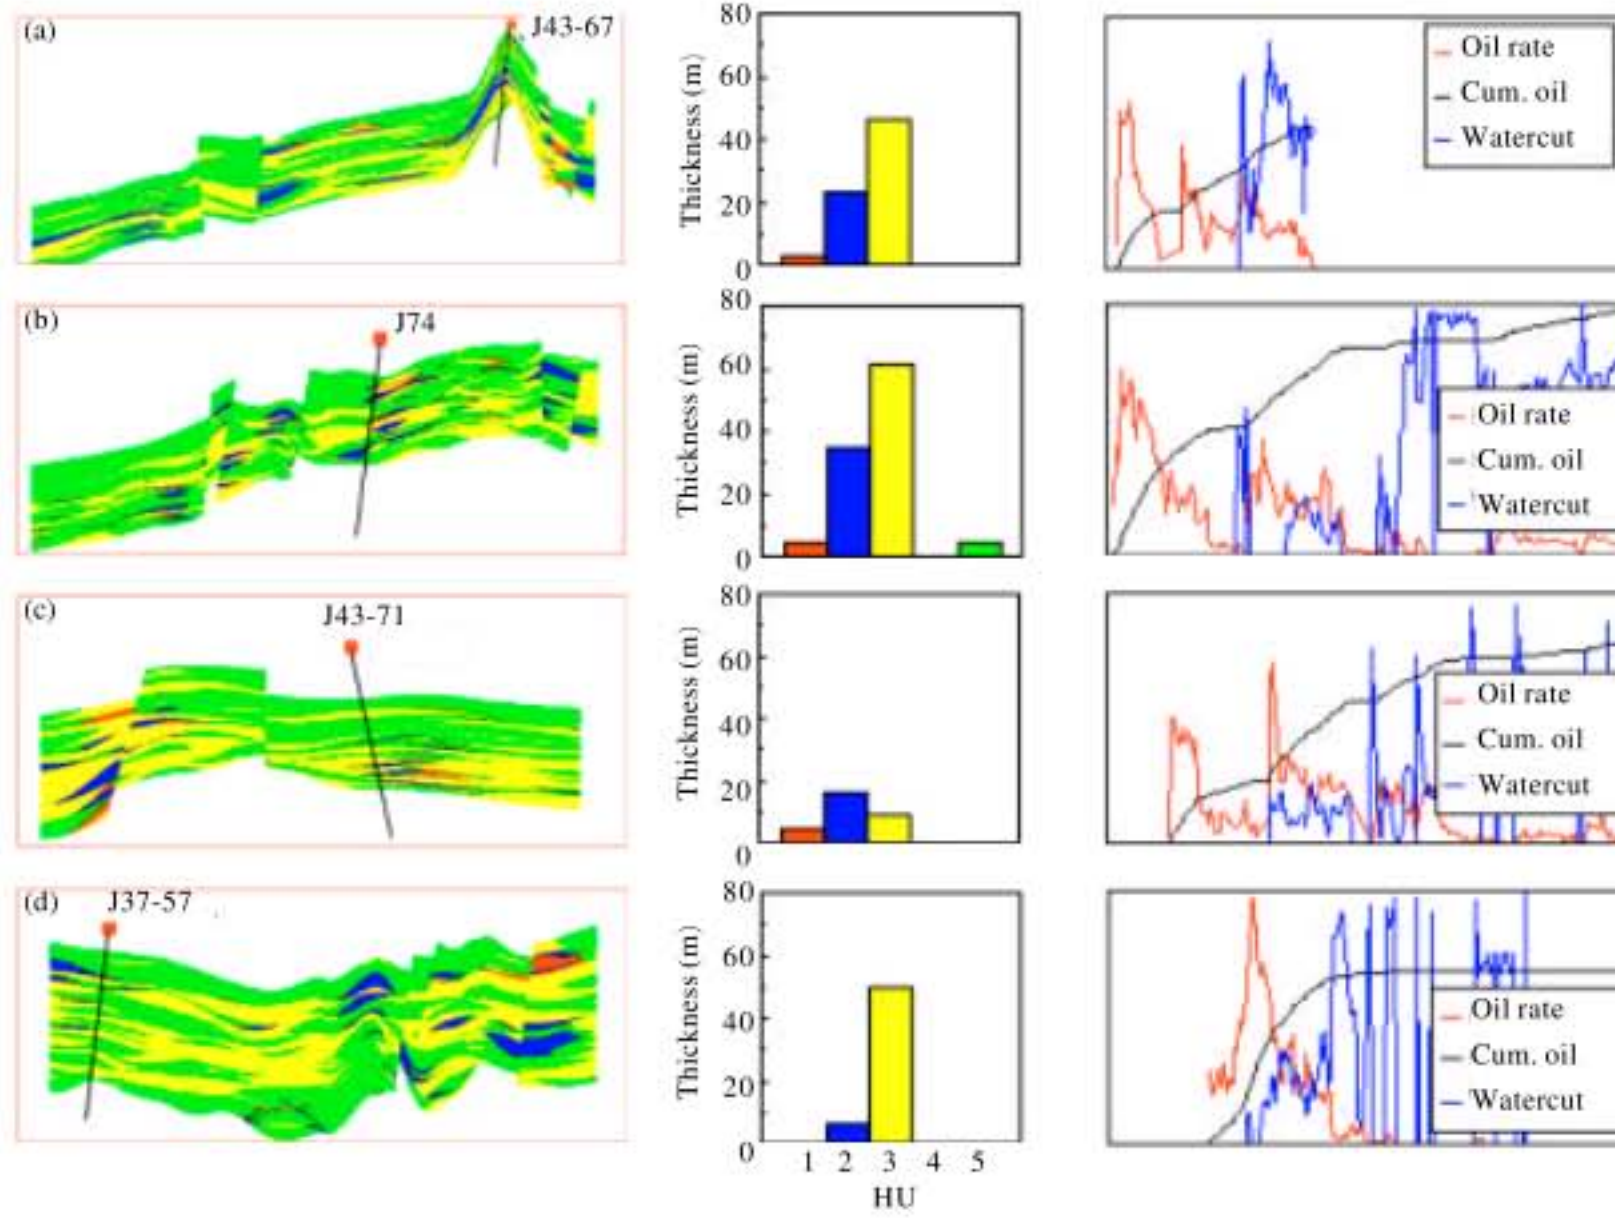 (a)
J43-67
80
60
40
20
0
Thickness (m)
Oil rate
Cum. oil
Watercut
(b)
J74
80
60
40
20
0
Thickness (m)
Oil rate
Cum. oil
Watercut
(c)
J43-71
80
60
40
20
0
Thickness (m)
Oil rate
Cum. oil
Watercut
(d)
J37-57
80
60
40
20
0
Thickness (m)
1 2 3 4 5
HU
Oil rate
Cum. oil
Watercut